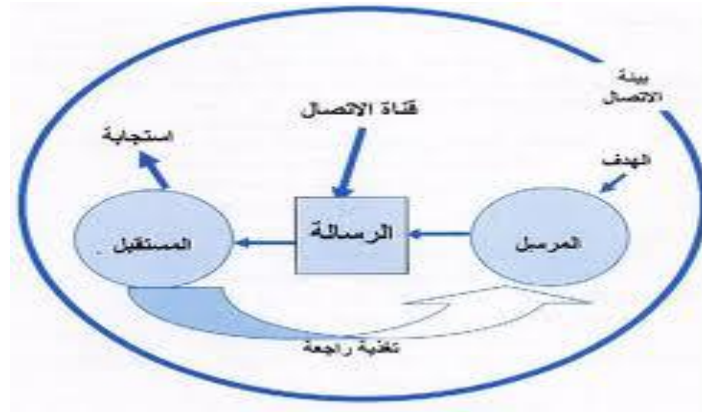 بيئة
الاتصال
قناة الاتصال
استجابة
الهدف
المرسل
الرسالة
المستقبل
تغذية راجعة